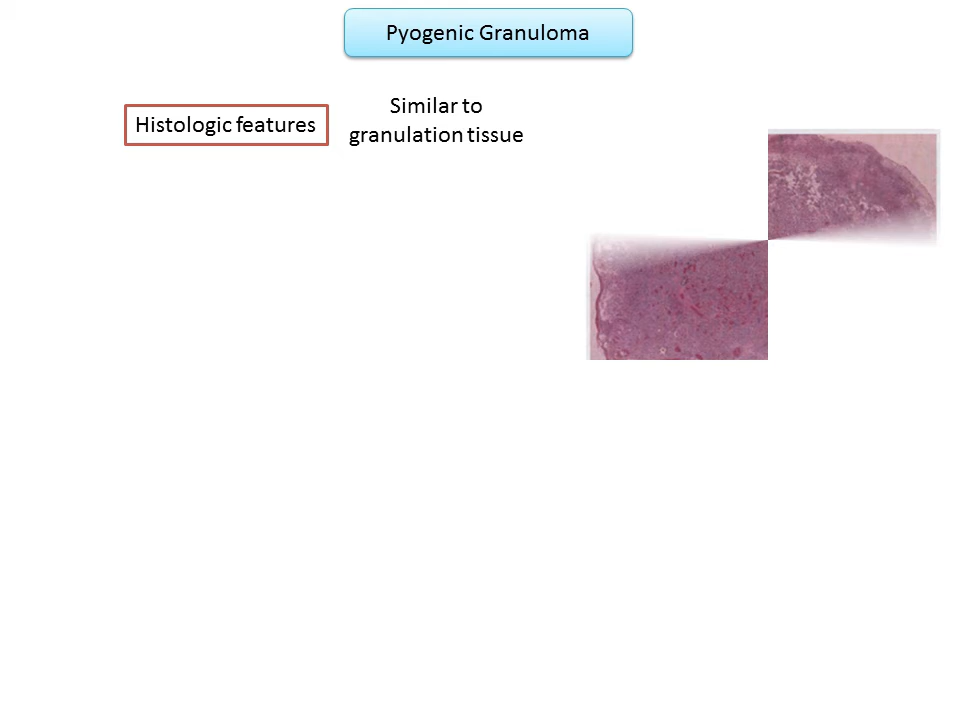 Pyogenic Granuloma
Histologic features
Similar to
granulation tissue